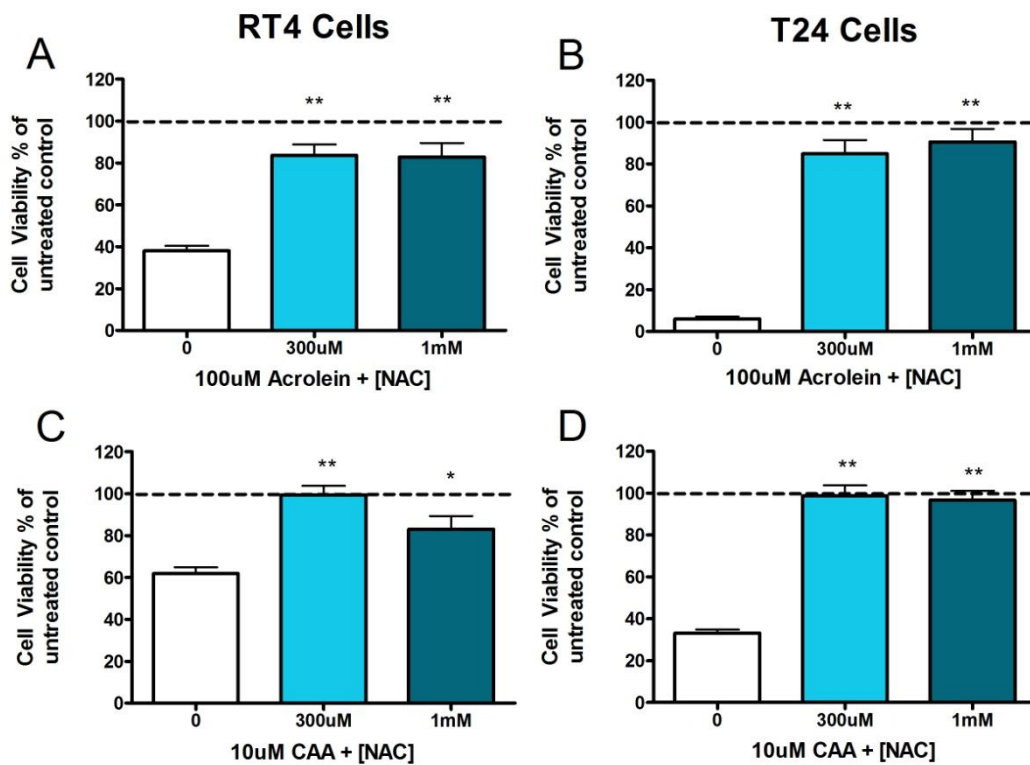 RT4 Cells
T24 Cells
A
Cell Viability % of
untreated control
120
100
80
60
40
20
0
**
**
0 300uM 1mM
100uM Acrolein + [NAC]
B
Cell Viability % of
untreated control
120
100
80
60
40
20
0
**
**
0 300uM 1mM
100uM Acrolein + [NAC]
C
Cell Viability % of
untreated control
120
100
80
60
40
20
0
**
*
0 300uM 1mM
10uM CAA + [NAC]
D
Cell Viability % of
untreated control
120
100
80
60
40
20
0
**
**
0 300uM 1mM
10uM CAA + [NAC]